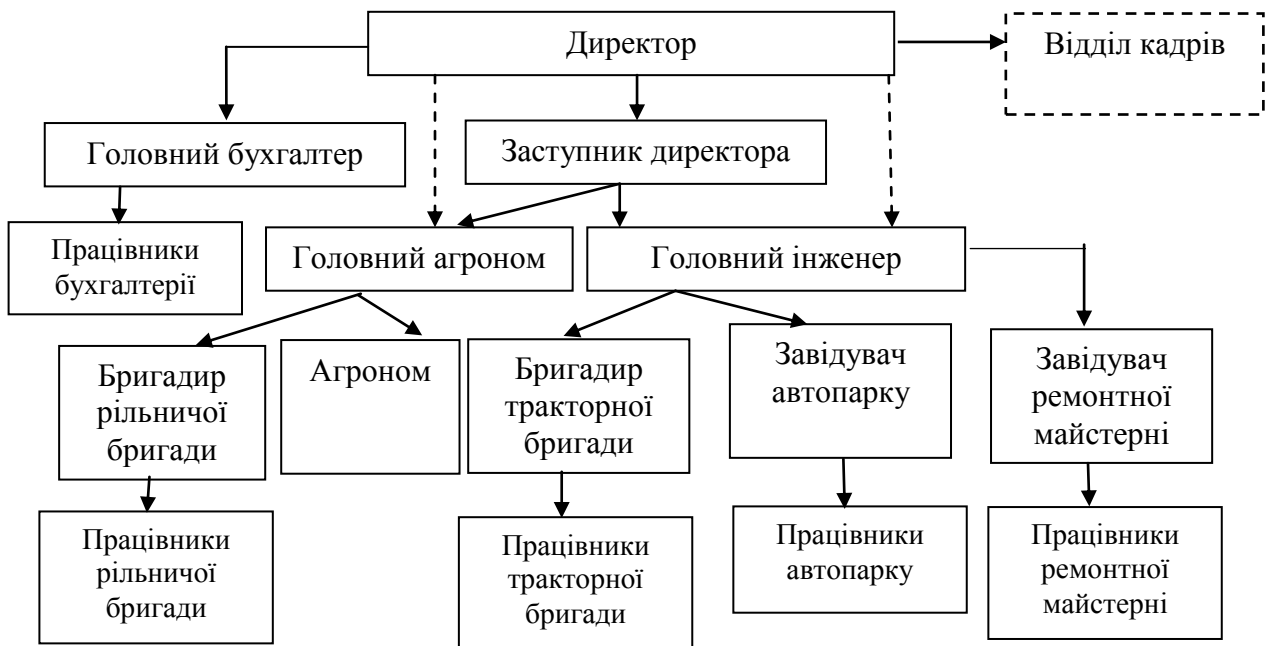 Директор
Відділ кадрів
Головний бухгалтер
Заступник директора
Працівники
бухгалтерії
Головний агроном
Головний інженер
Бригадир
рільничої
бригади
Агроном
Бригадир
тракторної
бригади
Завідувач
автопарку
Завідувач
ремонтної
майстерні
Працівники
рільничої
бригади
Працівники
тракторної
бригади
Працівники
автопарку
Працівники
ремонтної
майстерні